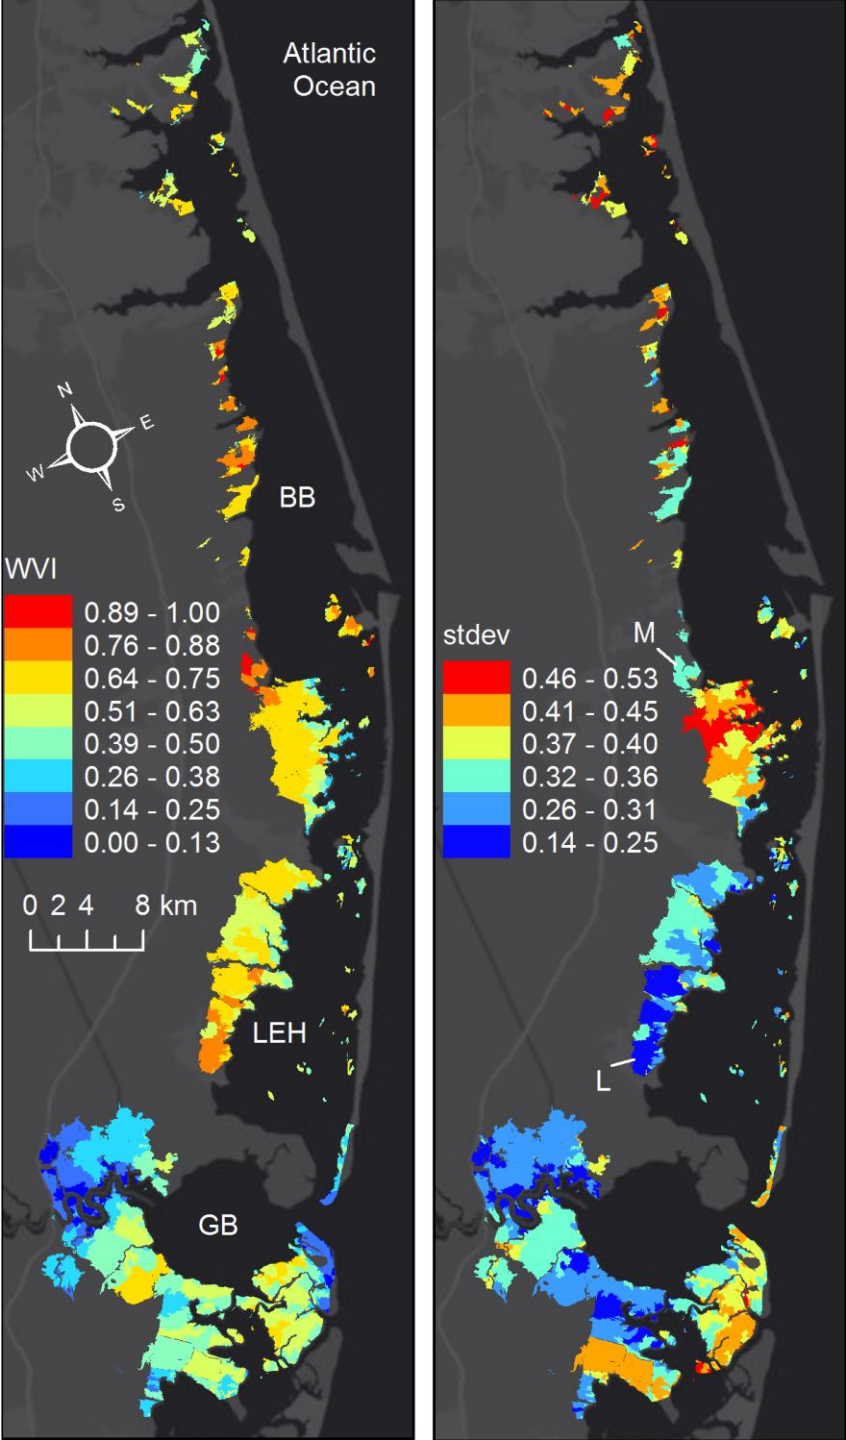 Atlantic
Ocean
N
E
W
S
BB
WVI
0.89 - 1.00
0.76 - 0.88
0.64 - 0.75
0.51 - 0.63
0.39 - 0.50
0.26 - 0.38
0.14 - 0.25
0.00 - 0.13
0 2 4 8 km
LEH
GB
M
stdev
0.46 - 0.53
0.41 - 0.45
0.37 - 0.40
0.32 - 0.36
0.26 - 0.31
0.14 - 0.25
L